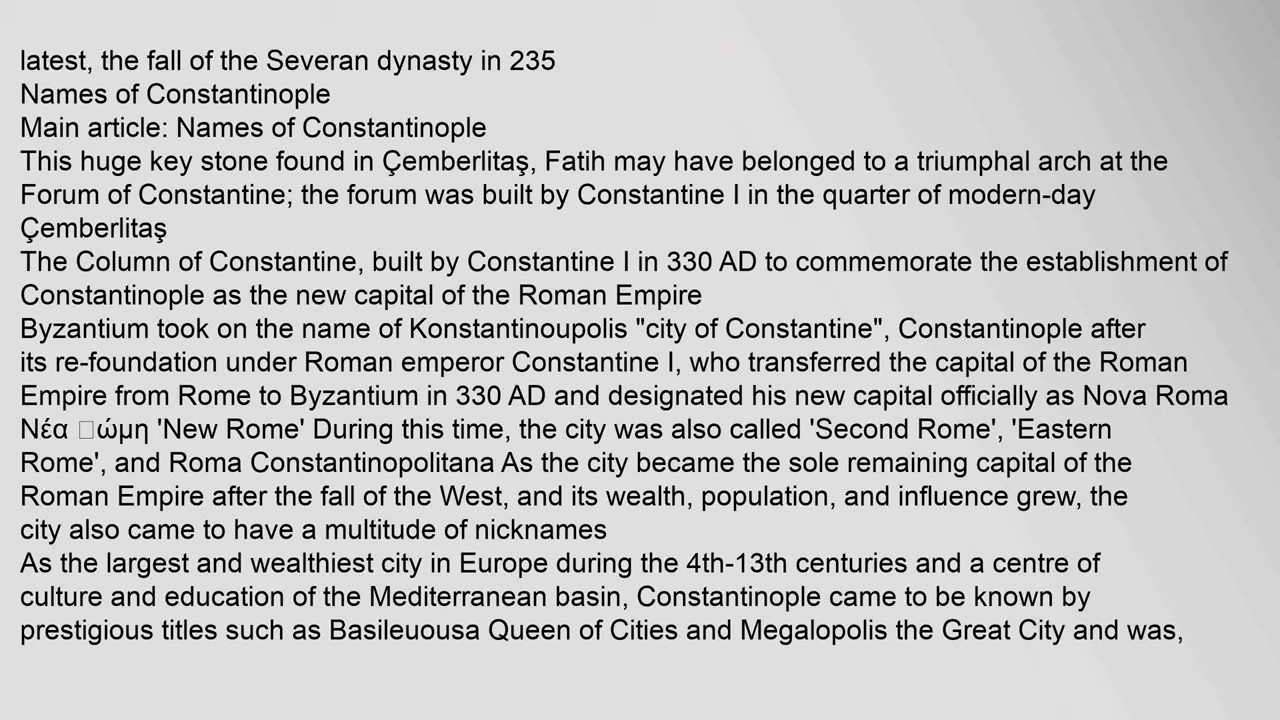 latest, the fall of the Severan dynasty in 235
Names of Constantinople
Main article: Names of Constantinople
This huge key stone found in Çemberlitaş, Fatih may have belonged to a triumphal arch at the
Forum of Constantine; the forum was built by Constantine I in the quarter of modern-day
Çemberlitaş
The Column of Constantine, built by Constantine I in 330 AD to commemorate the establishment of
Constantinople as the new capital of the Roman Empire
Byzantium took on the name of Konstantinoupolis "city of Constantine", Constantinople after
its re-foundation under Roman emperor Constantine I, who transferred the capital of the Roman
Empire from Rome to Byzantium in 330 AD and designated his new capital officially as Nova Roma
Νέα □ώμη 'New Rome' During this time, the city was also called 'Second Rome', 'Eastern
Rome', and Roma Constantinopolitana As the city became the sole remaining capital of the
Roman Empire after the fall of the West, and its wealth, population, and influence grew, the
city also came to have a multitude of nicknames
As the largest and wealthiest city in Europe during the 4th-13th centuries and a centre of
culture and education of the Mediterranean basin, Constantinople came to be known by
prestigious titles such as Basileuousa Queen of Cities and Megalopolis the Great City and was,